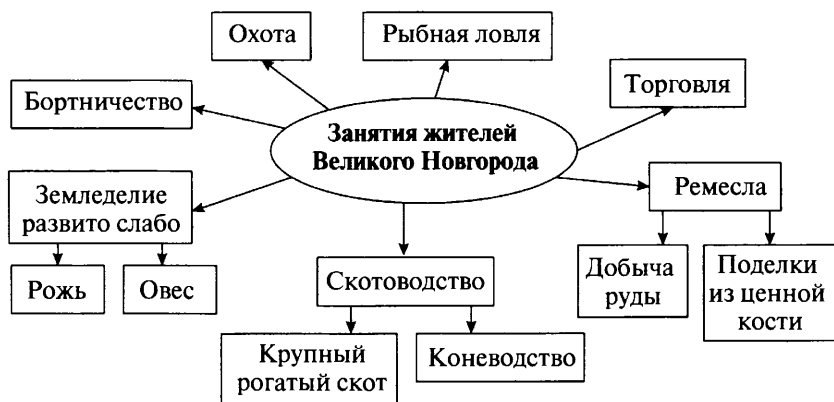 Охота
Рыбная ловля
Торговля
Бортничество
Занятия жителей
Великого Новгорода
Земледелие
развито слабо
Ремесла
Рожь
Овес
Скотоводство
Добыча
руды
Поделки
из ценной
кости
Крупный
рогатый скот
Коневодство